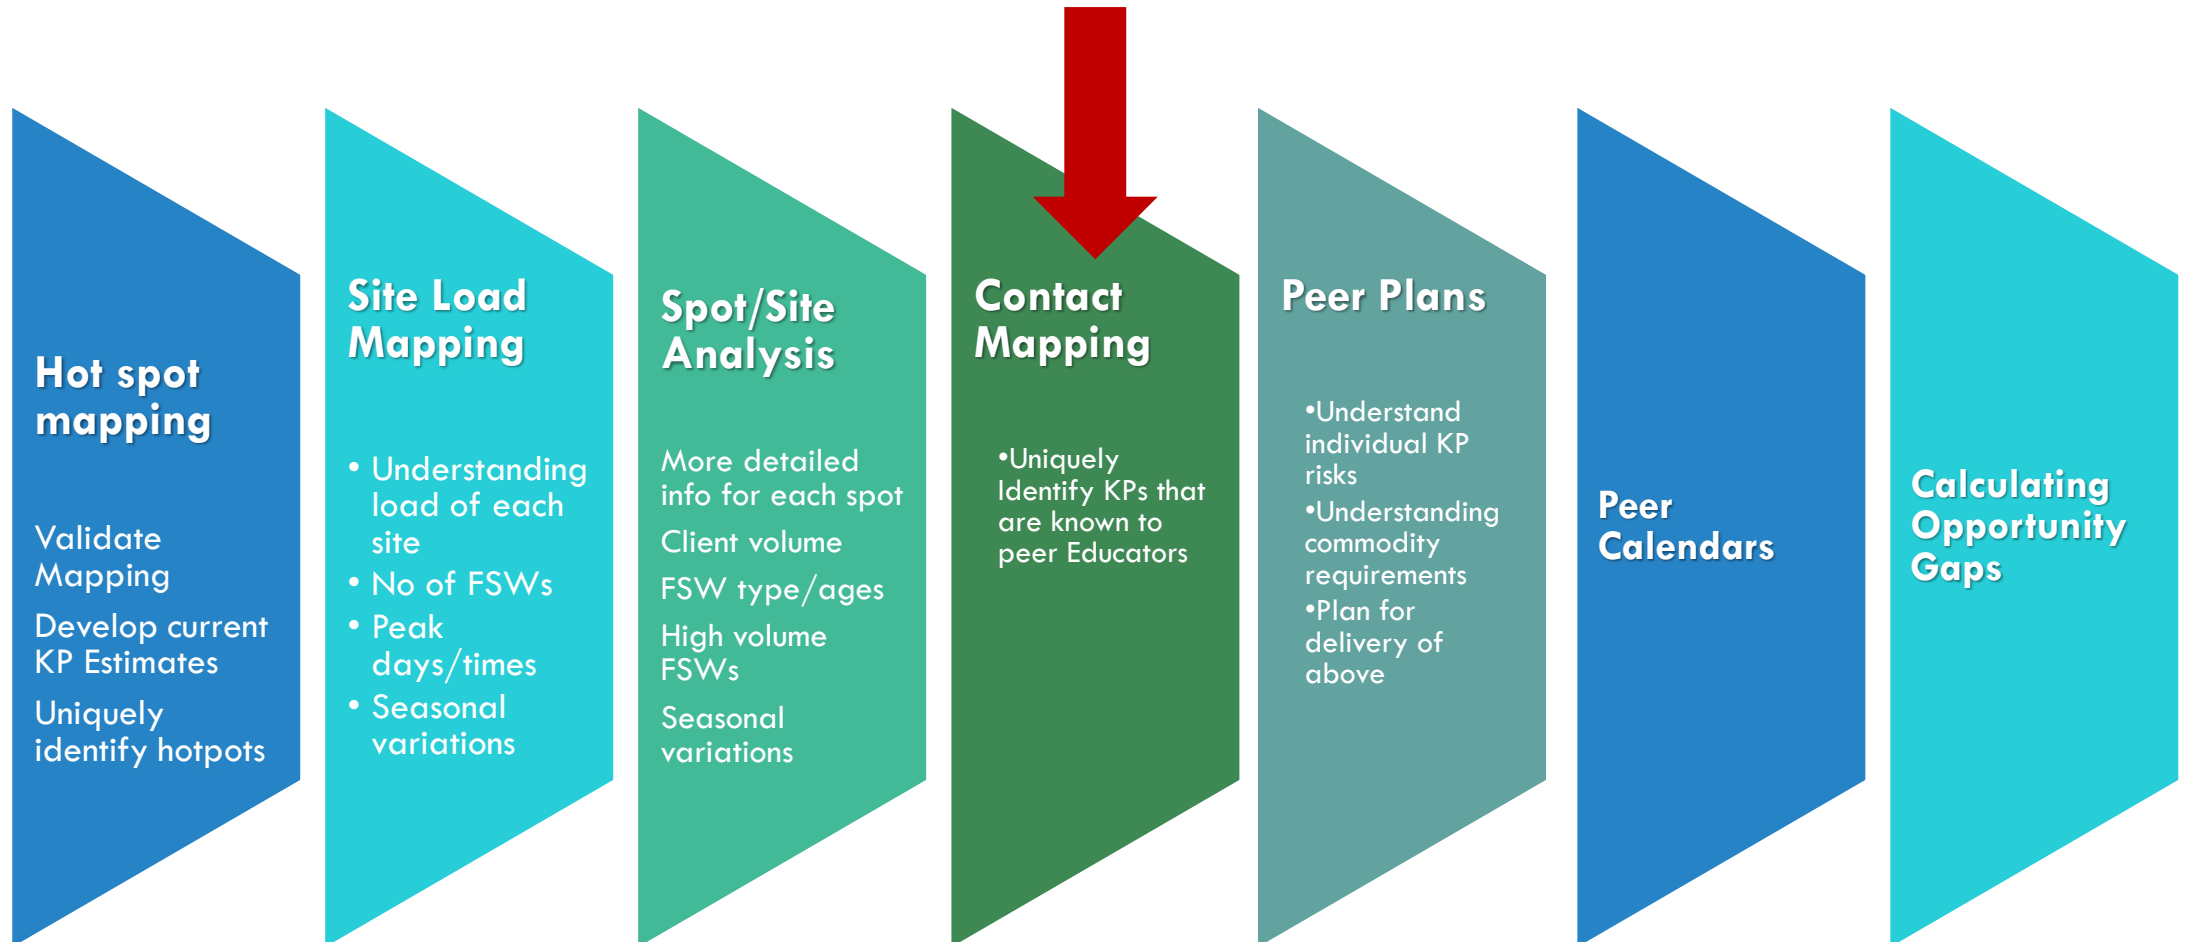 Hot spot
mapping
Validate
Mapping
Develop current
KP Estimates
Uniquely
identify hotpots
Site Load
Mapping
• Understanding
load of each
site
• No of FSWs
• Peak
days/times
• Seasonal
variations
Spot/Site
Analysis
More detailed
info for each spot
Client volume
FSW type/ages
High volume
FSWs
Seasonal
variations
Contact
Mapping
•Uniquely
Identify KPs that
are known to
peer Educators
Peer Plans
•Understand
individual KP
risks
•Understanding
commodity
requirements
•Plan for
delivery of
above
Peer
Calendars
Calculating
Opportunity
Gaps